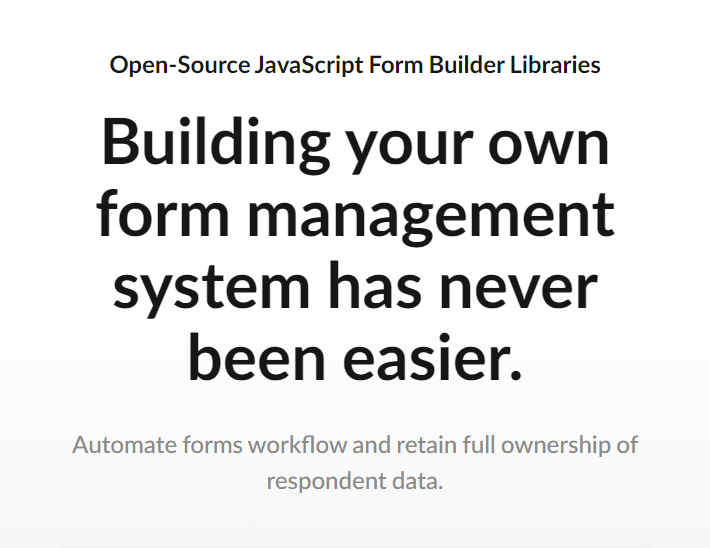 Open-Source JavaScript Form Builder Libraries
Building your own
form management
system has never
been easier.
Automate forms workflow and retain full ownership of
respondent data.